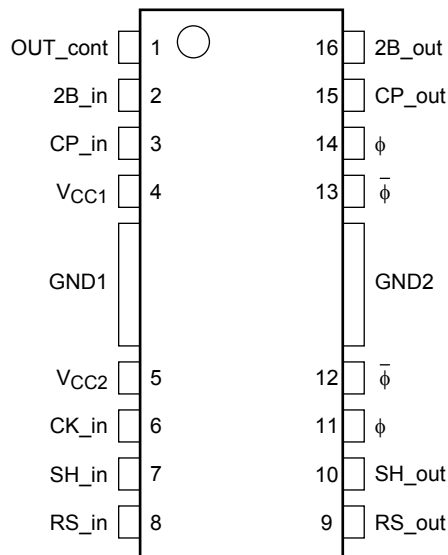 OUT_cont 1 16 2B_out
2B_in 2 15 CP_out
CP_in 3 14 ϕ
VCC1 4 13 ϕ̅
GND1 GND2
VCC2 5 12 ϕ̅
CK_in 6 11 ϕ
SH_in 7 10 SH_out
RS_in 8 9 RS_out